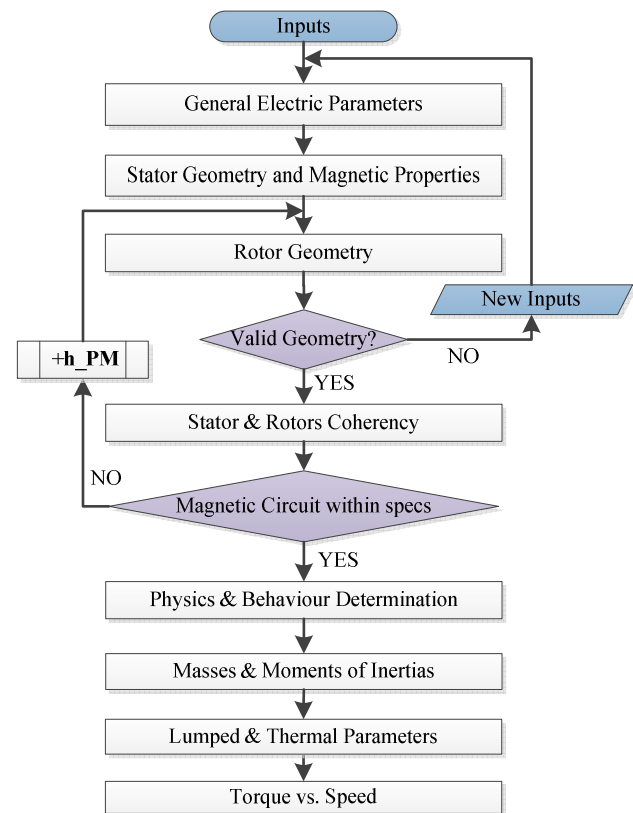 Inputs
General Electric Parameters
Stator Geometry and Magnetic Properties
Rotor Geometry
New Inputs
Valid Geometry?
NO
+h_PM
YES
Stator & Rotors Coherency
NO
Magnetic Circuit within specs
YES
Physics & Behaviour Determination
Masses & Moments of Inertias
Lumped & Thermal Parameters
Torque vs. Speed